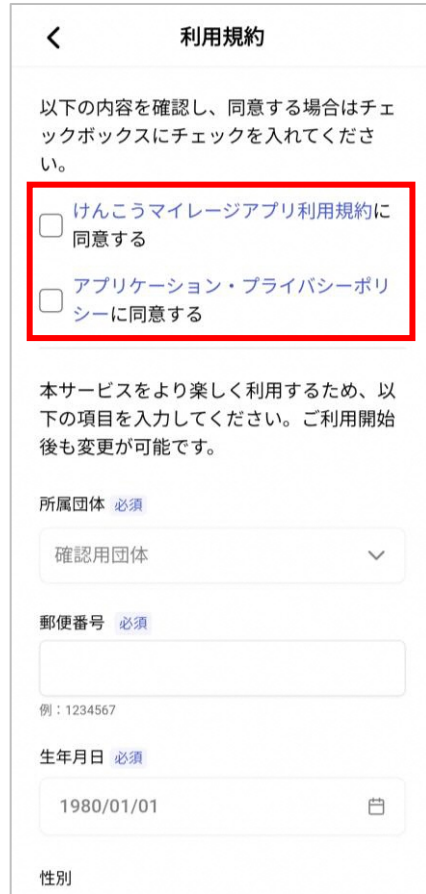 利用規約
以下の内容を確認し、同意する場合はチェ
ックボックスにチェックを入れてくださ
い。
けんこうマイレージアプリ利用規約に
同意する
アプリケーション・プライバシーポリ
シーに同意する
本サービスをより楽しく利用するため、以
下の項目を入力してください。ご利用開始
後も変更が可能です。
所属団体 必須
確認用団体
郵便番号 必須
例：1234567
生年月日 必須
1980/01/01
性別